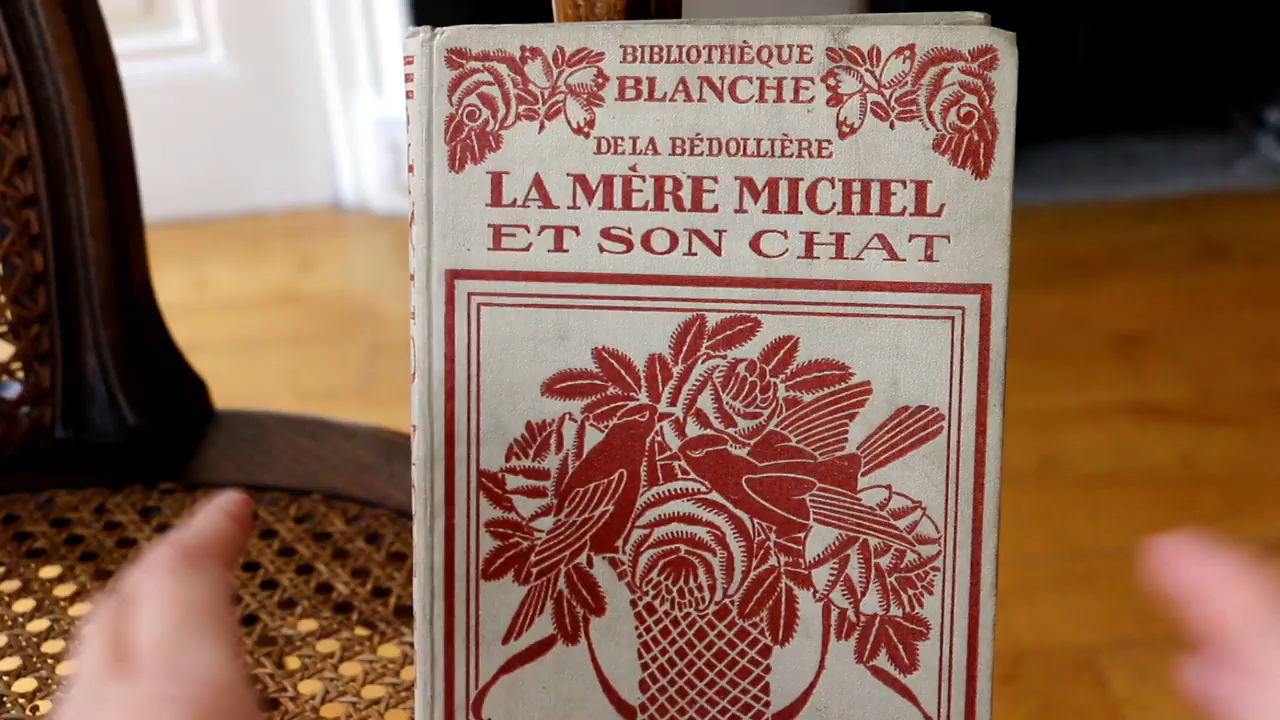 BIBLIOTHÈQUE
BLANCHE
DE LA BÉDOLLIÈRE
LA MÈRE MICHEL
ET SON CHAT